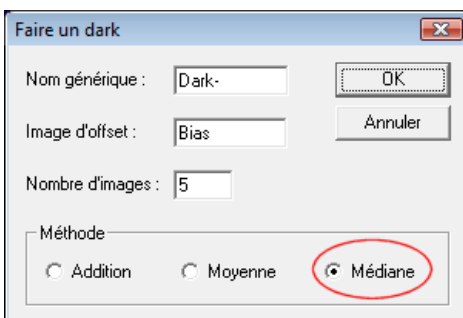 Faire un dark
Nom générique : Dark- OK
Image d'offset : Bias Annuler
Nombre d'images : 5
Méthode
Addition Moyenne Médiane